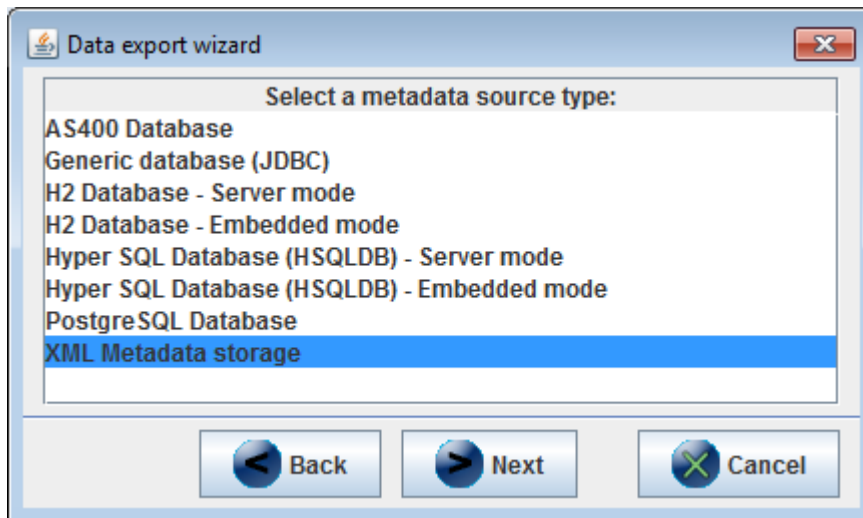 Data export wizard
Select a metadata source type:
AS400 Database
Generic database (JDBC)
H2 Database - Server mode
H2 Database - Embedded mode
Hyper SQL Database (HSQLDB) - Server mode
Hyper SQL Database (HSQLDB) - Embedded mode
PostgreSQL Database
XML Metadata storage
Back Next Cancel